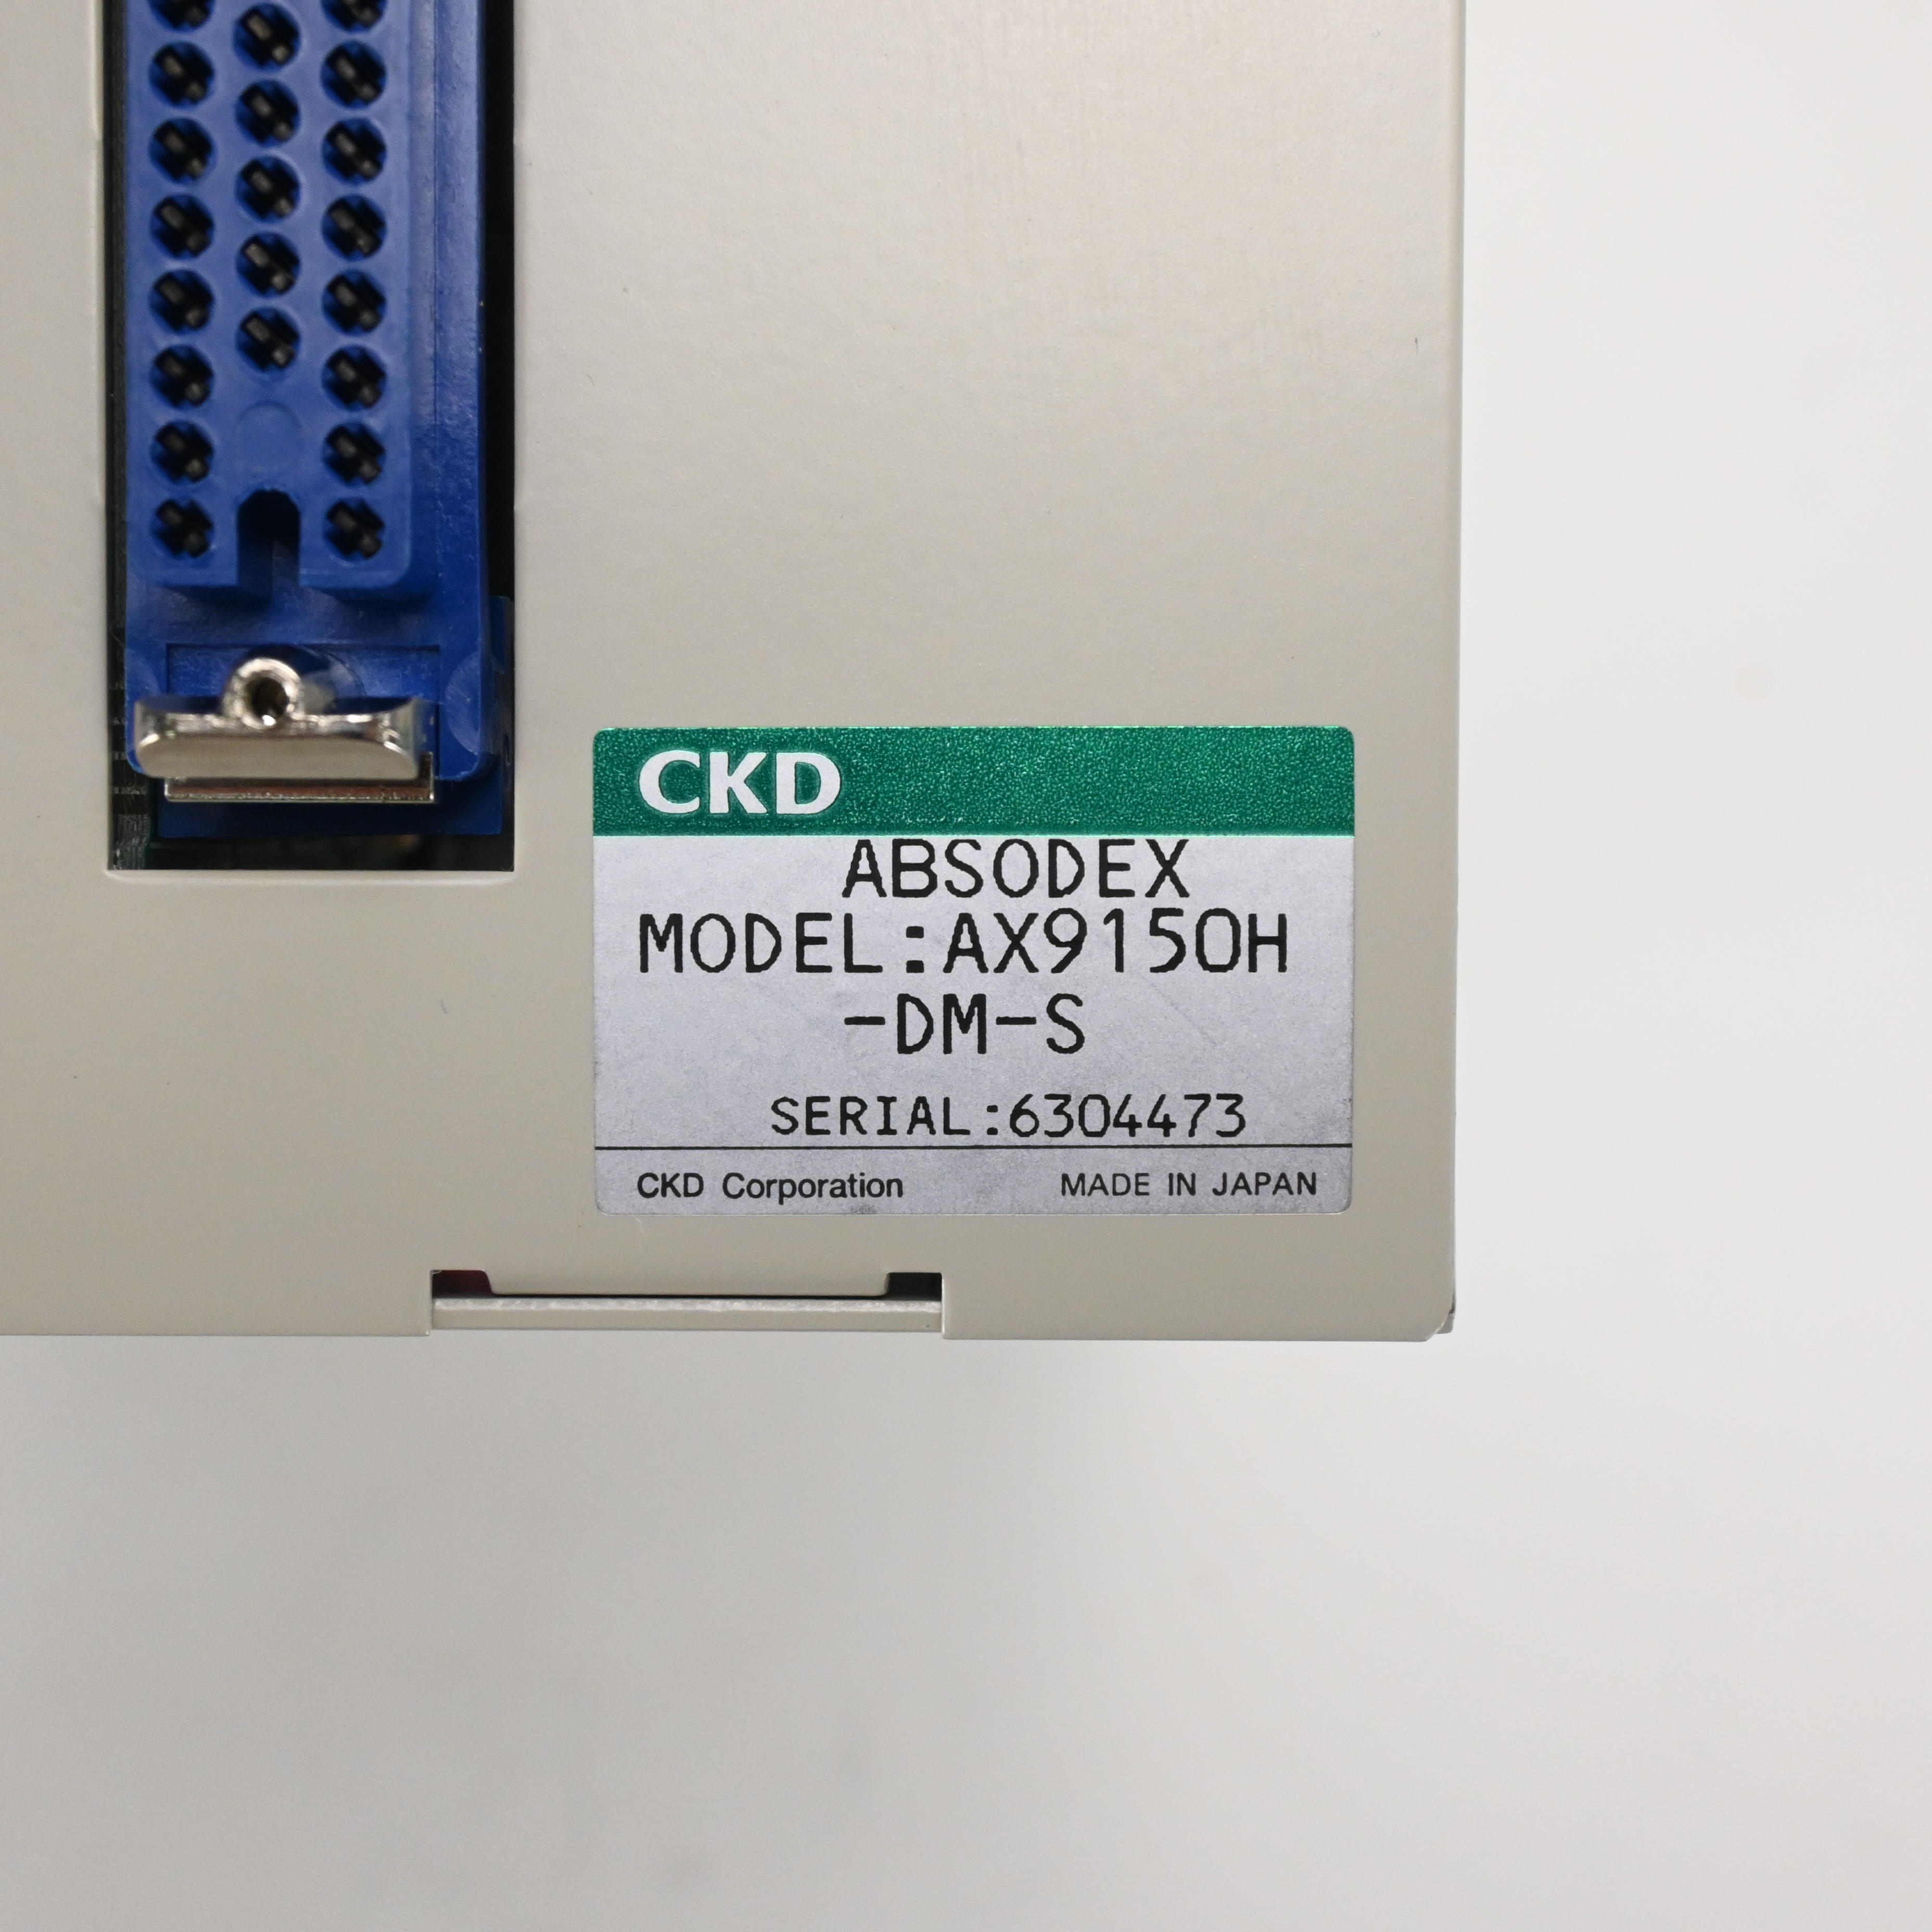 CKD
ABSODEX
MODEL:AX9150H
-DM-S
SERIAL:6304473
CKD Corporation MADE IN JAPAN